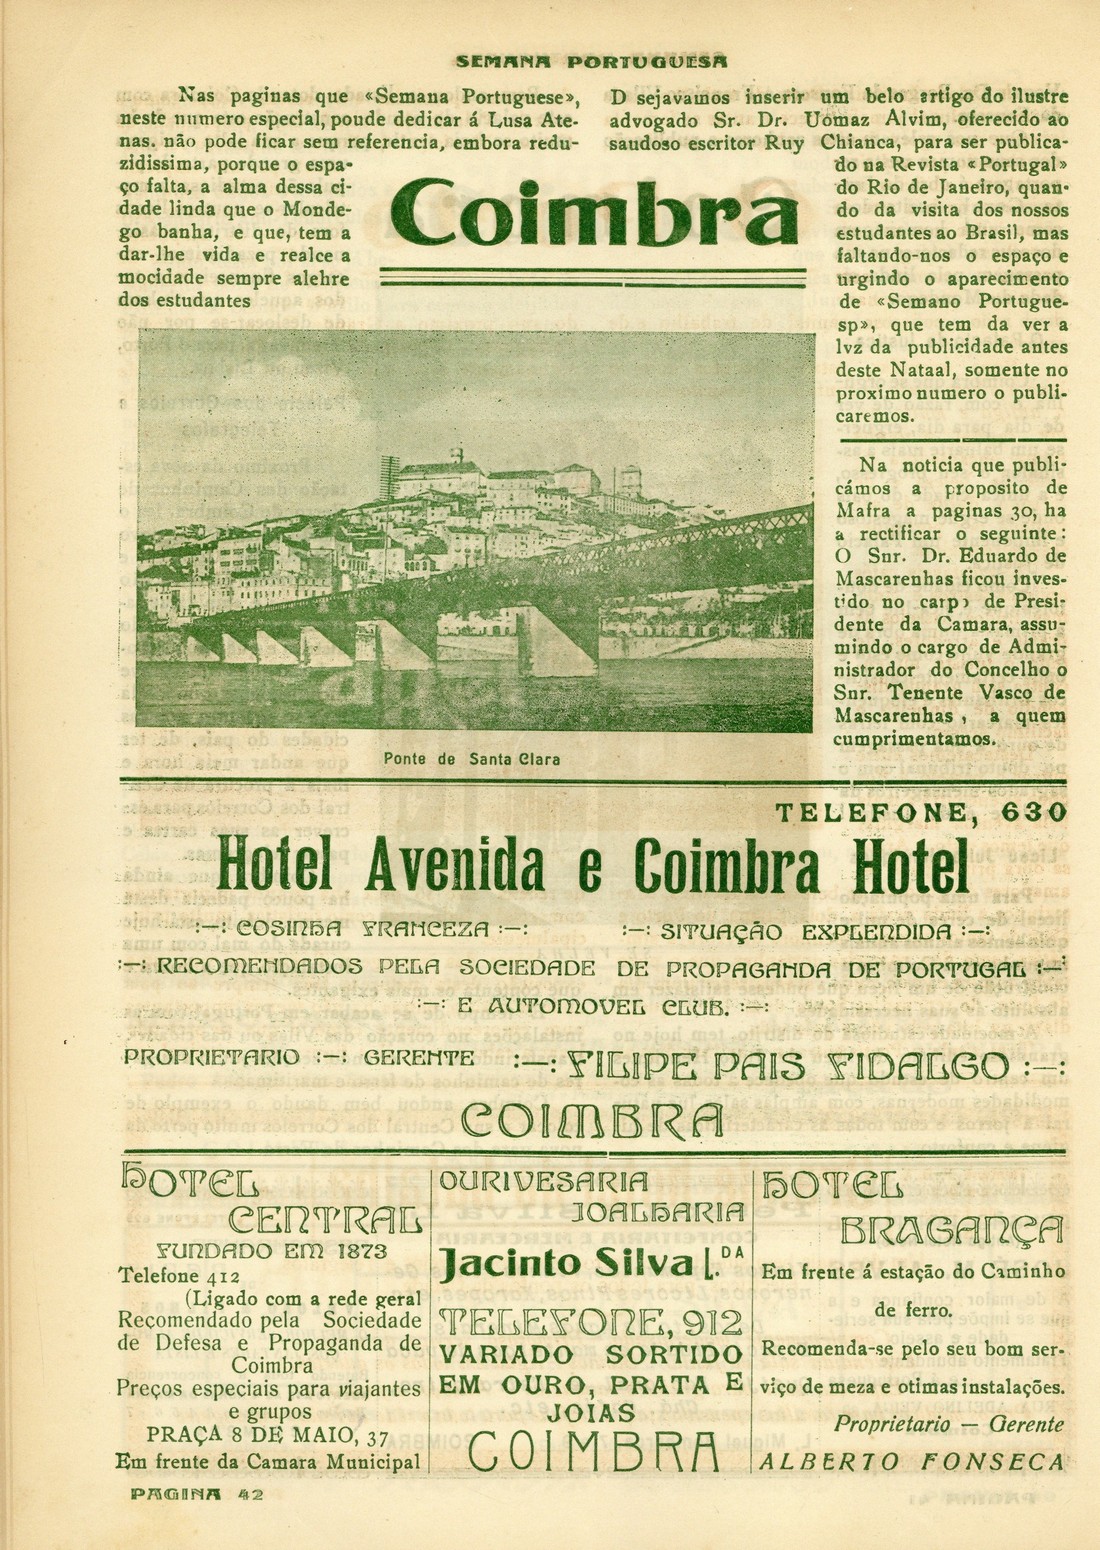 SEMANA PORTUGUESA
Nas paginas que «Semana Portuguese»,
neste numero especial, poude dedicar á Lusa Ate-
nas. não pode ficar sem referencia, embora redu-
zidissima, porque o espa-
ço falta, a alma dessa ci-
dade linda que o Monde-
go banha, e que, tem a
dar-lhe vida e realce a
mocidade sempre alehre
dos estudantes
Coimbra
D sejavamos inserir um belo artigo do ilustre
advogado Sr. Dr. Uomaz Alvim, oferecido ao
saudoso escritor Ruy Chianca, para ser publica-
do na Revista «Portugal»
do Rio de Janeiro, quan-
do da visita dos nossos
estudantes ao Brasil, mas
faltando-nos o espaço e
urgindo o aparecimento
de «Semano Portugue-
sp», que tem da ver a
lvz da publicidade antes
deste Nataal, somente no
proximo numero o publi-
caremos.
Na noticia que publi-
cámos a proposito de
Mafra a paginas 30, ha
a rectificar o seguinte:
O Snr. Dr. Eduardo de
Mascarenhas ficou inves-
tido no carp de Presi-
dente da Camara, assu-
mindo o cargo de Admi-
nistrador do Concelho o
Snr. Tenente Vasco de
Mascarenhas, a quem
cumprimentamos.
Ponte de Santa Clara
TELEFONE, 630
Hotel Avenida e Coimbra Hotel
:—: COSINHA FRANCEZA :—: :—: SITUAÇÃO EXPLENDIDA :—:
:—: RECOMENDADOS PELA SOCIEDADE DE PROPAGANDA DE PORTUGAL :—:
:—: E AUTOMOVEL CLUB. :—:
PROPRIETARIO :—: GERENTE :—: FILIPE PAIS FIDALGO :—:
COIMBRA
HOTEL
CENTRAL
FUNDADO EM 1873
Telefone 412
(Ligado com a rede geral
Recomendado pela Sociedade
de Defesa e Propaganda de
Coimbra
Preços especiais para viajantes
e grupos
PRAÇA 8 DE MAIO, 37
Em frente da Camara Municipal
OURIVESARIA
JOALHARIA
Jacinto Silva L.DA
TELEFONE, 912
VARIADO SORTIDO
EM OURO, PRATA E
JOIAS
COIMBRA
HOTEL
BRAGANÇA
Em frente á estação do Caminho
de ferro.
Recomenda-se pelo seu bom ser-
viço de meza e otimas instalações.
Proprietario — Gerente
ALBERTO FONSECA
PAGINA 42